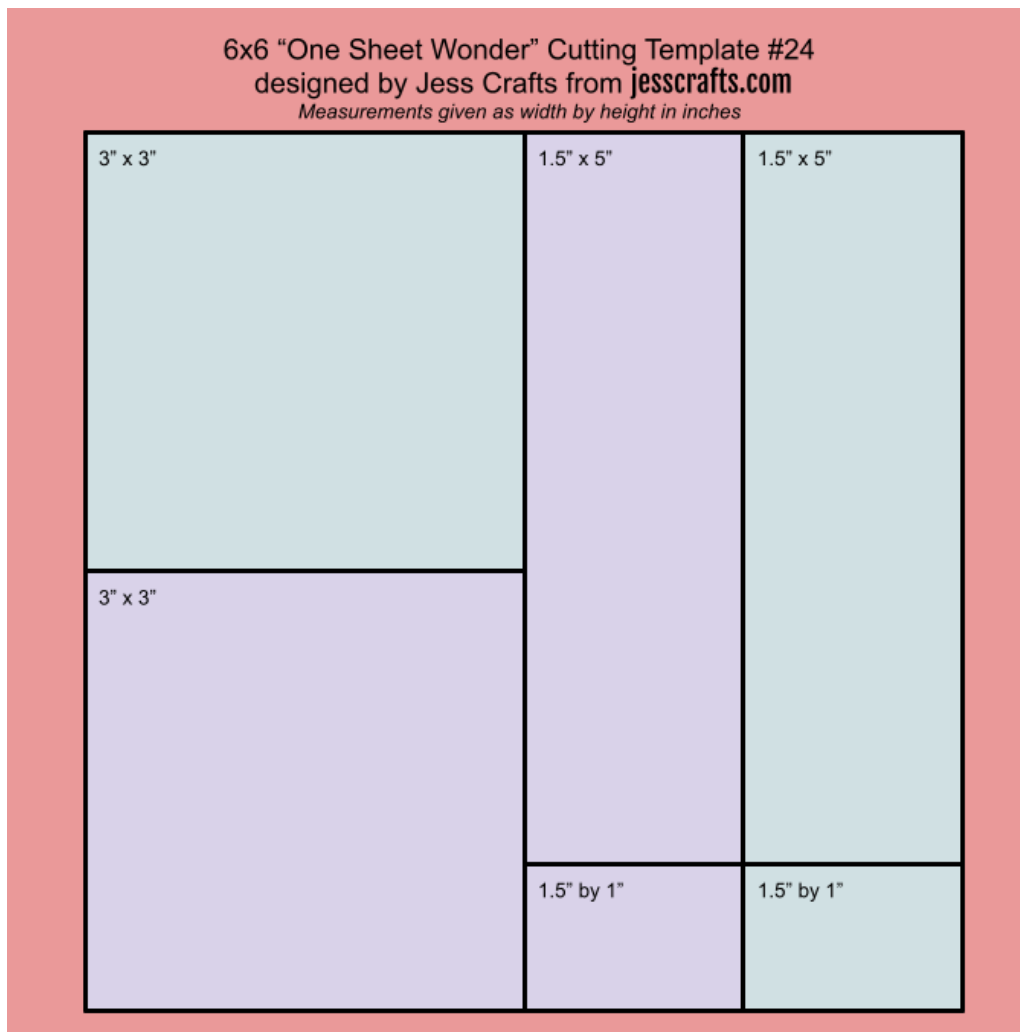 6x6 “One Sheet Wonder” Cutting Template #24
designed by Jess Crafts from jesscrafts.com
Measurements given as width by height in inches
3” x 3”
1.5” x 5”
1.5” x 5”
3” x 3”
1.5” by 1”
1.5” by 1”